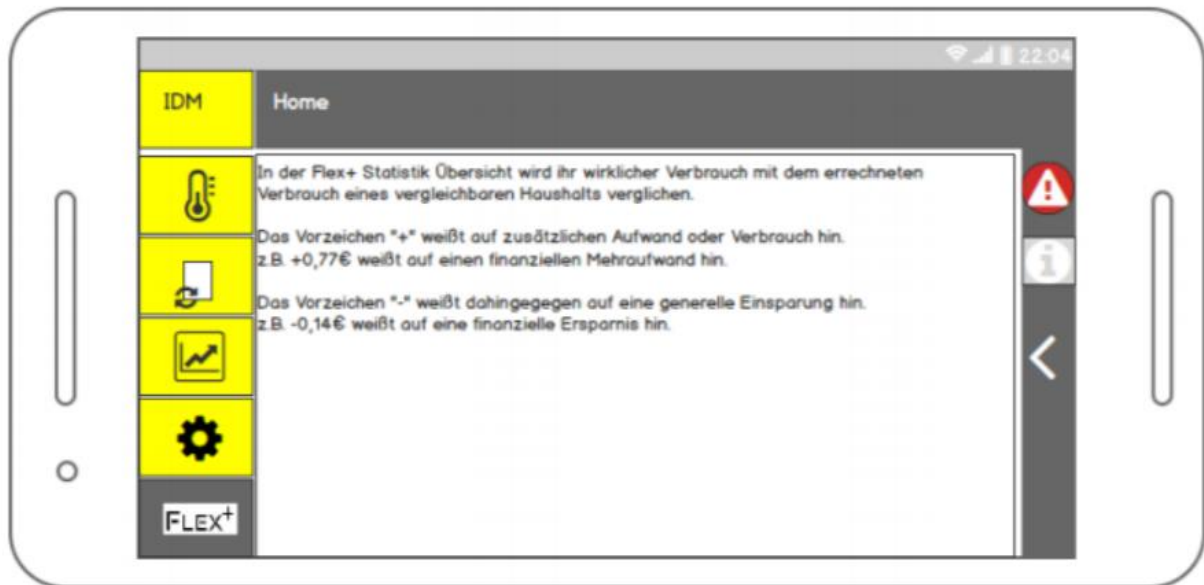 22:04
IDM
Home
In der Flex+ Statistik Übersicht wird ihr wirklicher Verbrauch mit dem errechneten
Verbrauch eines vergleichbaren Haushalts verglichen.
Das Vorzeichen "+" weißt auf zusätzlichen Aufwand oder Verbrauch hin.
z.B. +0,77€ weißt auf einen finanziellen Mehraufwand hin.
Das Vorzeichen "-" weißt dahingegegen auf eine generelle Einsparung hin.
z.B. -0,14€ weißt auf eine finanzielle Ersparnis hin.
FLEX+